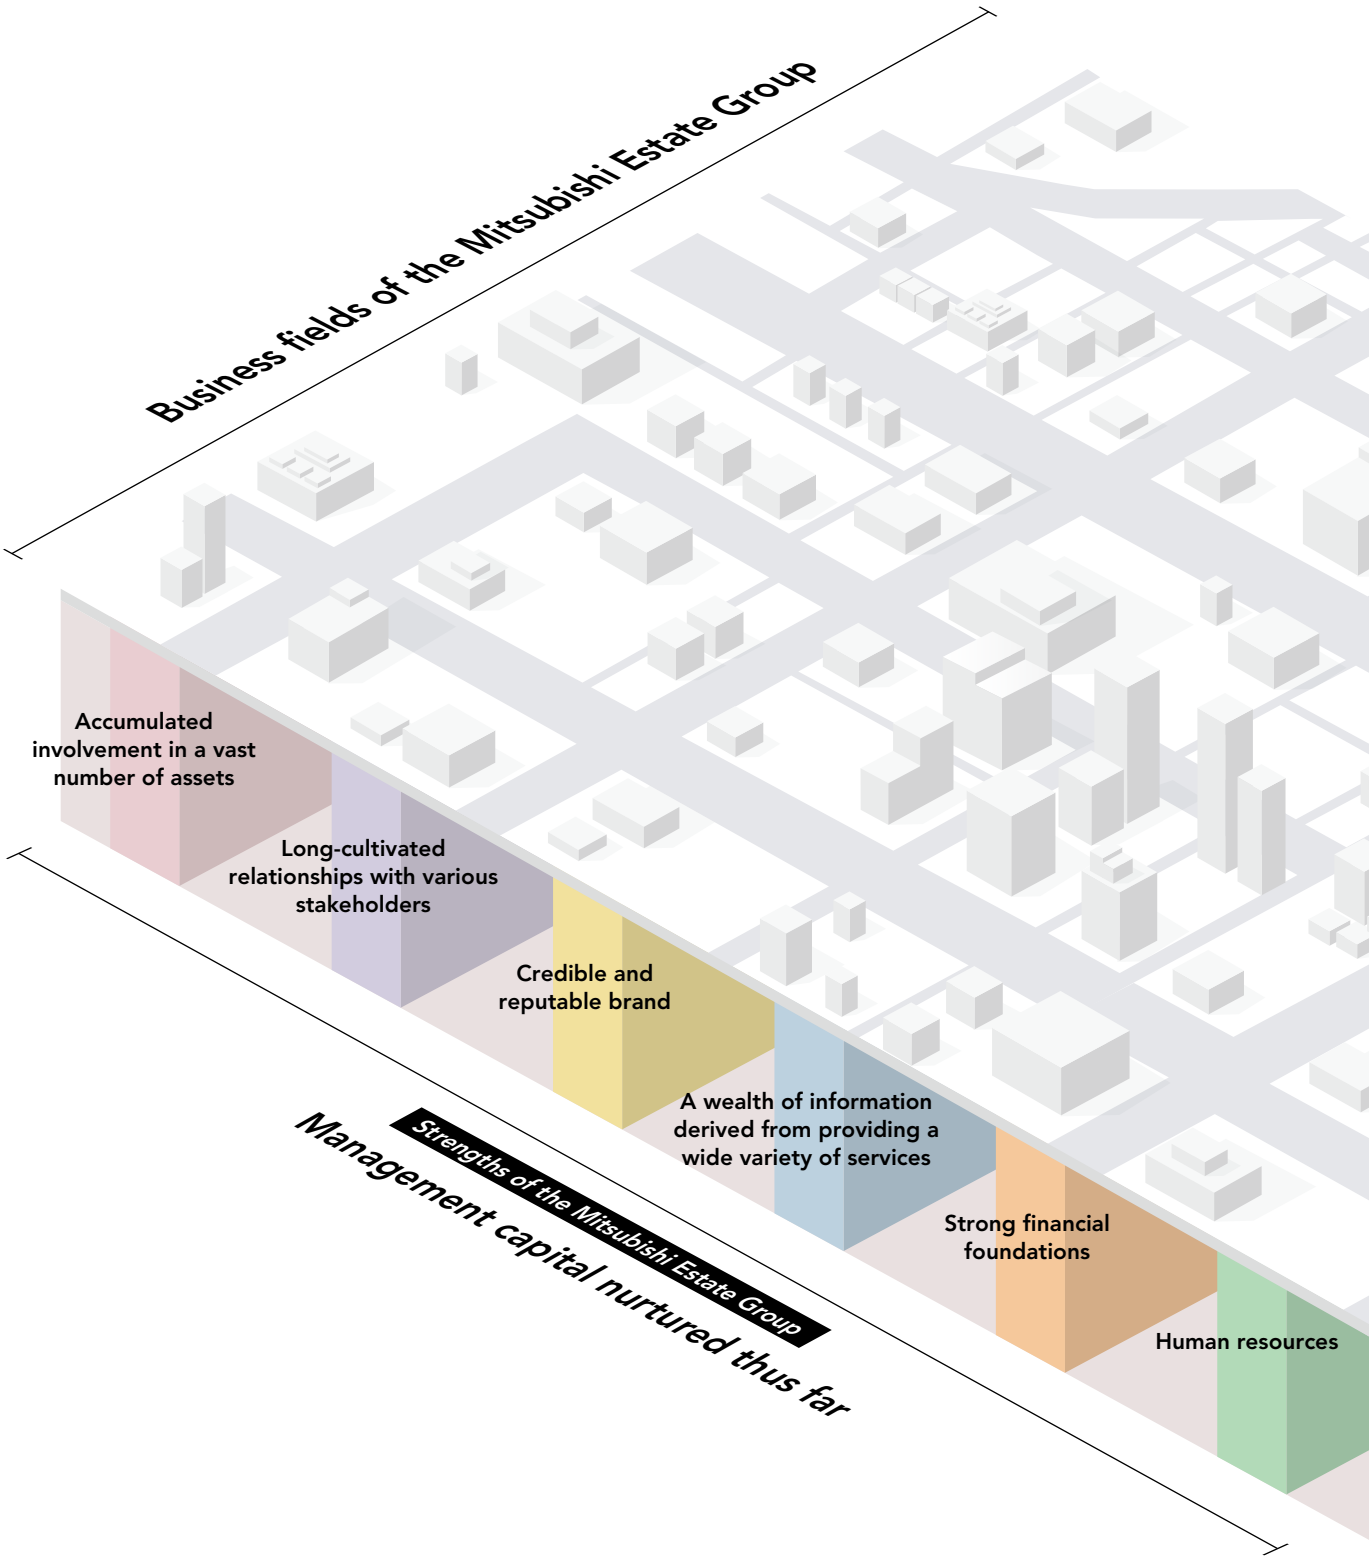 Business fields of the Mitsubishi Estate Group
Accumulated
involvement in a vast
number of assets
Long-cultivated
relationships with various
stakeholders
Credible and
reputable brand
A wealth of information
derived from providing a
wide variety of services
Strong financial
foundations
Human resources
Strengths of the Mitsubishi Estate Group
Management capital nurtured thus far